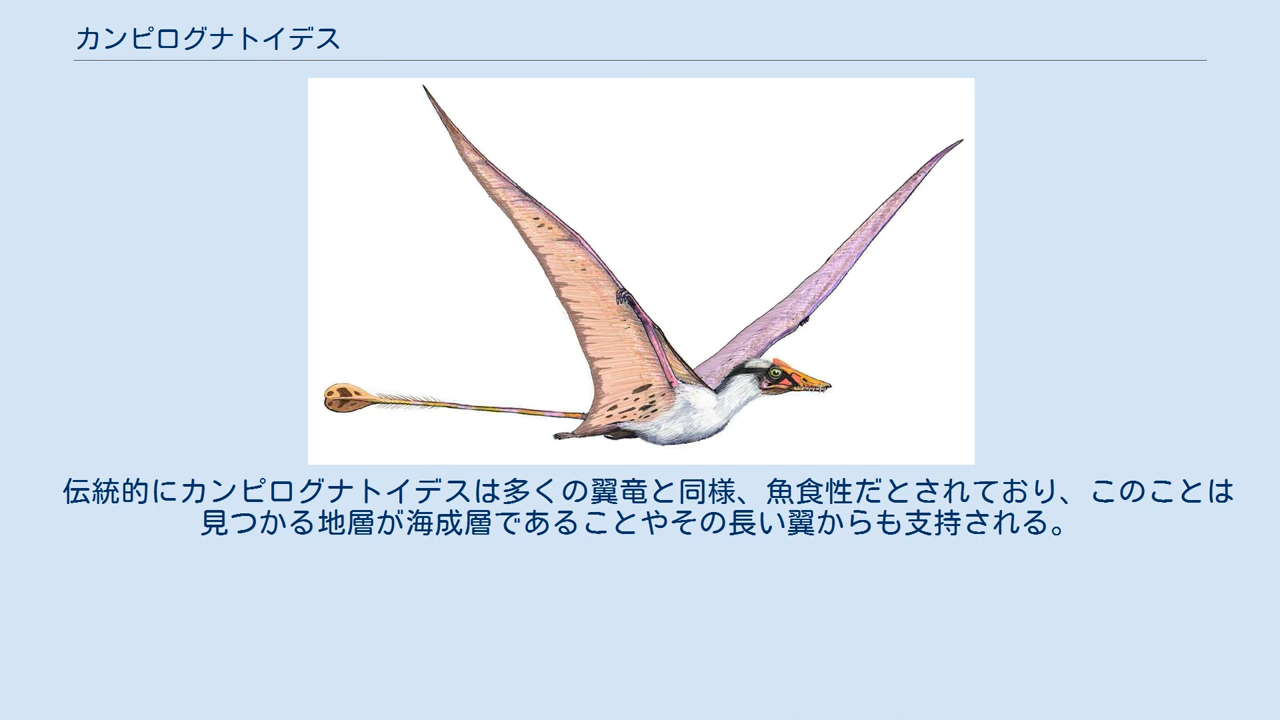 カンピログナトイデス
伝統的にカンピログナトイデスは多くの翼竜と同様、魚食性だとされており、このことは
見つかる地層が海成層であることやその長い翼からも支持される。